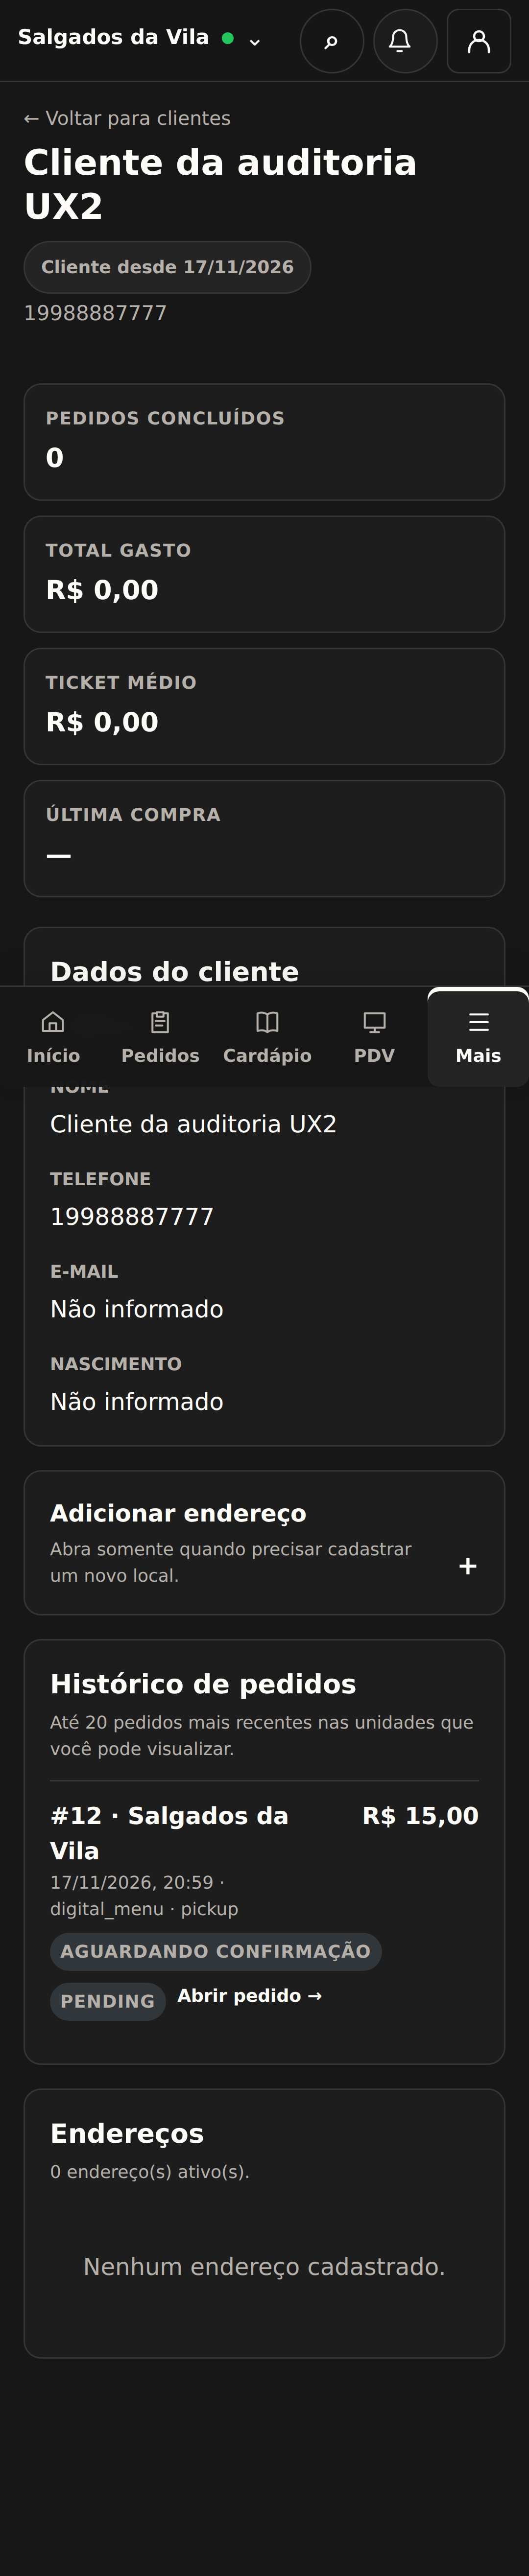 Salgados da Vila
← Voltar para clientes
Cliente da auditoria
UX2
Cliente desde 17/11/2026
19988887777
PEDIDOS CONCLUÍDOS
0
TOTAL GASTO
R$ 0,00
TICKET MÉDIO
R$ 0,00
ÚLTIMA COMPRA
—
Dados do cliente
Início Pedidos Cardápio PDV Mais
NOME
Cliente da auditoria UX2
TELEFONE
19988887777
E-MAIL
Não informado
NASCIMENTO
Não informado
Adicionar endereço
Abra somente quando precisar cadastrar
um novo local.
+
Histórico de pedidos
Até 20 pedidos mais recentes nas unidades que
você pode visualizar.
#12 · Salgados da R$ 15,00
Vila
17/11/2026, 20:59 ·
digital_menu · pickup
AGUARDANDO CONFIRMAÇÃO
PENDING Abrir pedido →
Endereços
0 endereço(s) ativo(s).
Nenhum endereço cadastrado.